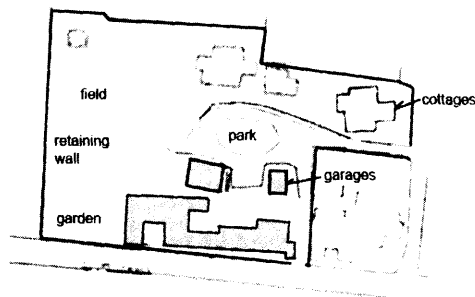 field
cottages
park
retaining
wall
garages
garden